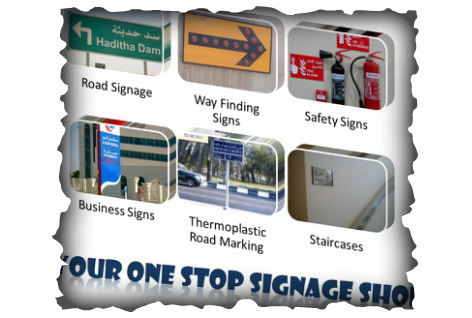 سد حديثة
Haditha Dam
Road Signage
Way Finding
Signs
Safety Signs
Business Signs
Thermoplastic
Road Marking
Staircases
YOUR ONE STOP SIGNAGE SHO